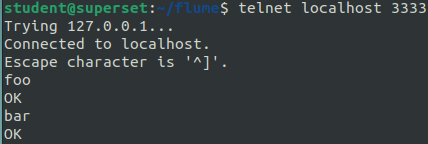 student@superset:~/flume$ telnet localhost 3333
Trying 127.0.0.1...
Connected to localhost.
Escape character is '^]'.
foo
OK
bar
OK